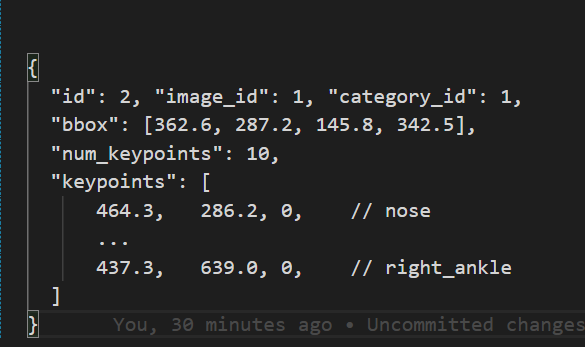 {
"id": 2, "image_id": 1, "category_id": 1,
"bbox": [362.6, 287.2, 145.8, 342.5],
"num_keypoints": 10,
"keypoints": [
464.3, 286.2, 0, // nose
...
437.3, 639.0, 0, // right_ankle
]
} You, 30 minutes ago • Uncommitted changes